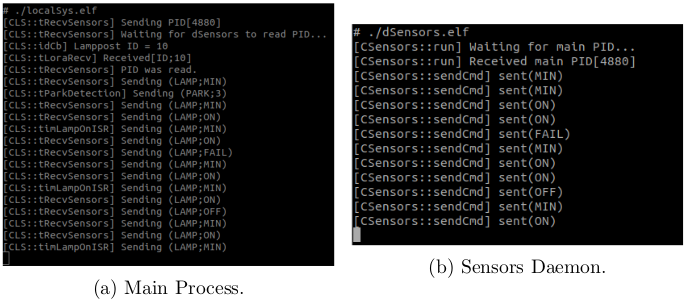 # ./localSys.elf
[CLS::tRecvSensors] Sending PID[4880]
[CLS::tRecvSensors] Waiting for dSensors to read PID...
[CLS::idCb] Lamppost ID = 10
[CLS::tLoraRecv] Received[ID;10]
[CLS::tRecvSensors] PID was read.
[CLS::tRecvSensors] Sending (LAMP;MIN)
[CLS::tParkDetection] Sending (PARK;3)
[CLS::tRecvSensors] Sending (LAMP;MIN)
[CLS::tRecvSensors] Sending (LAMP;ON)
[CLS::timLampOnISR] Sending (LAMP;MIN)
[CLS::tRecvSensors] Sending (LAMP;ON)
[CLS::tRecvSensors] Sending (LAMP;FAIL)
[CLS::tRecvSensors] Sending (LAMP;MIN)
[CLS::tRecvSensors] Sending (LAMP;ON)
[CLS::timLampOnISR] Sending (LAMP;MIN)
[CLS::tRecvSensors] Sending (LAMP;ON)
[CLS::tRecvSensors] Sending (LAMP;OFF)
[CLS::tRecvSensors] Sending (LAMP;MIN)
[CLS::tRecvSensors] Sending (LAMP;ON)
[CLS::timLampOnISR] Sending (LAMP;MIN)
(a) Main Process.
# ./dSensors.elf
[CSensors::run] Waiting for main PID...
[CSensors::run] Received main PID[4880]
[CSensors::sendCmd] sent(MIN)
[CSensors::sendCmd] sent(MIN)
[CSensors::sendCmd] sent(ON)
[CSensors::sendCmd] sent(ON)
[CSensors::sendCmd] sent(FAIL)
[CSensors::sendCmd] sent(MIN)
[CSensors::sendCmd] sent(ON)
[CSensors::sendCmd] sent(ON)
[CSensors::sendCmd] sent(OFF)
[CSensors::sendCmd] sent(MIN)
[CSensors::sendCmd] sent(ON)
(b) Sensors Daemon.